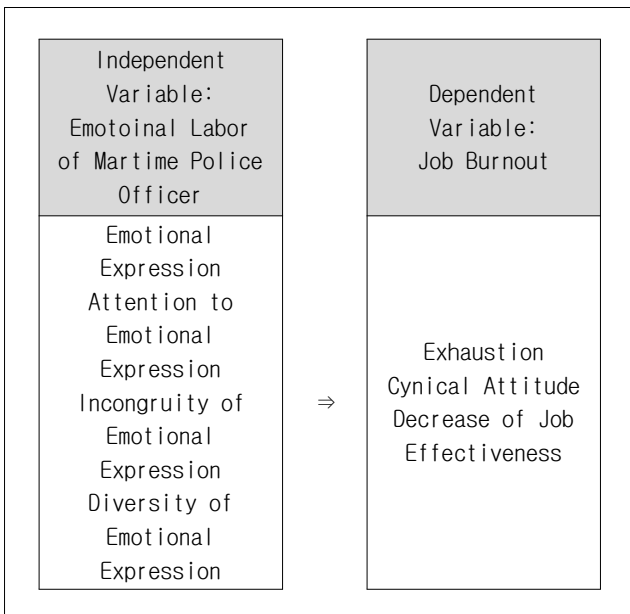 Independent
Variable:
Emotoinal Labor
of Martime Police
Officer
Emotional
Expression
Attention to
Emotional
Expression
Incongruity of
Emotional
Expression
Diversity of
Emotional
Expression
⇒
Dependent
Variable:
Job Burnout
Exhaustion
Cynical Attitude
Decrease of Job
Effectiveness